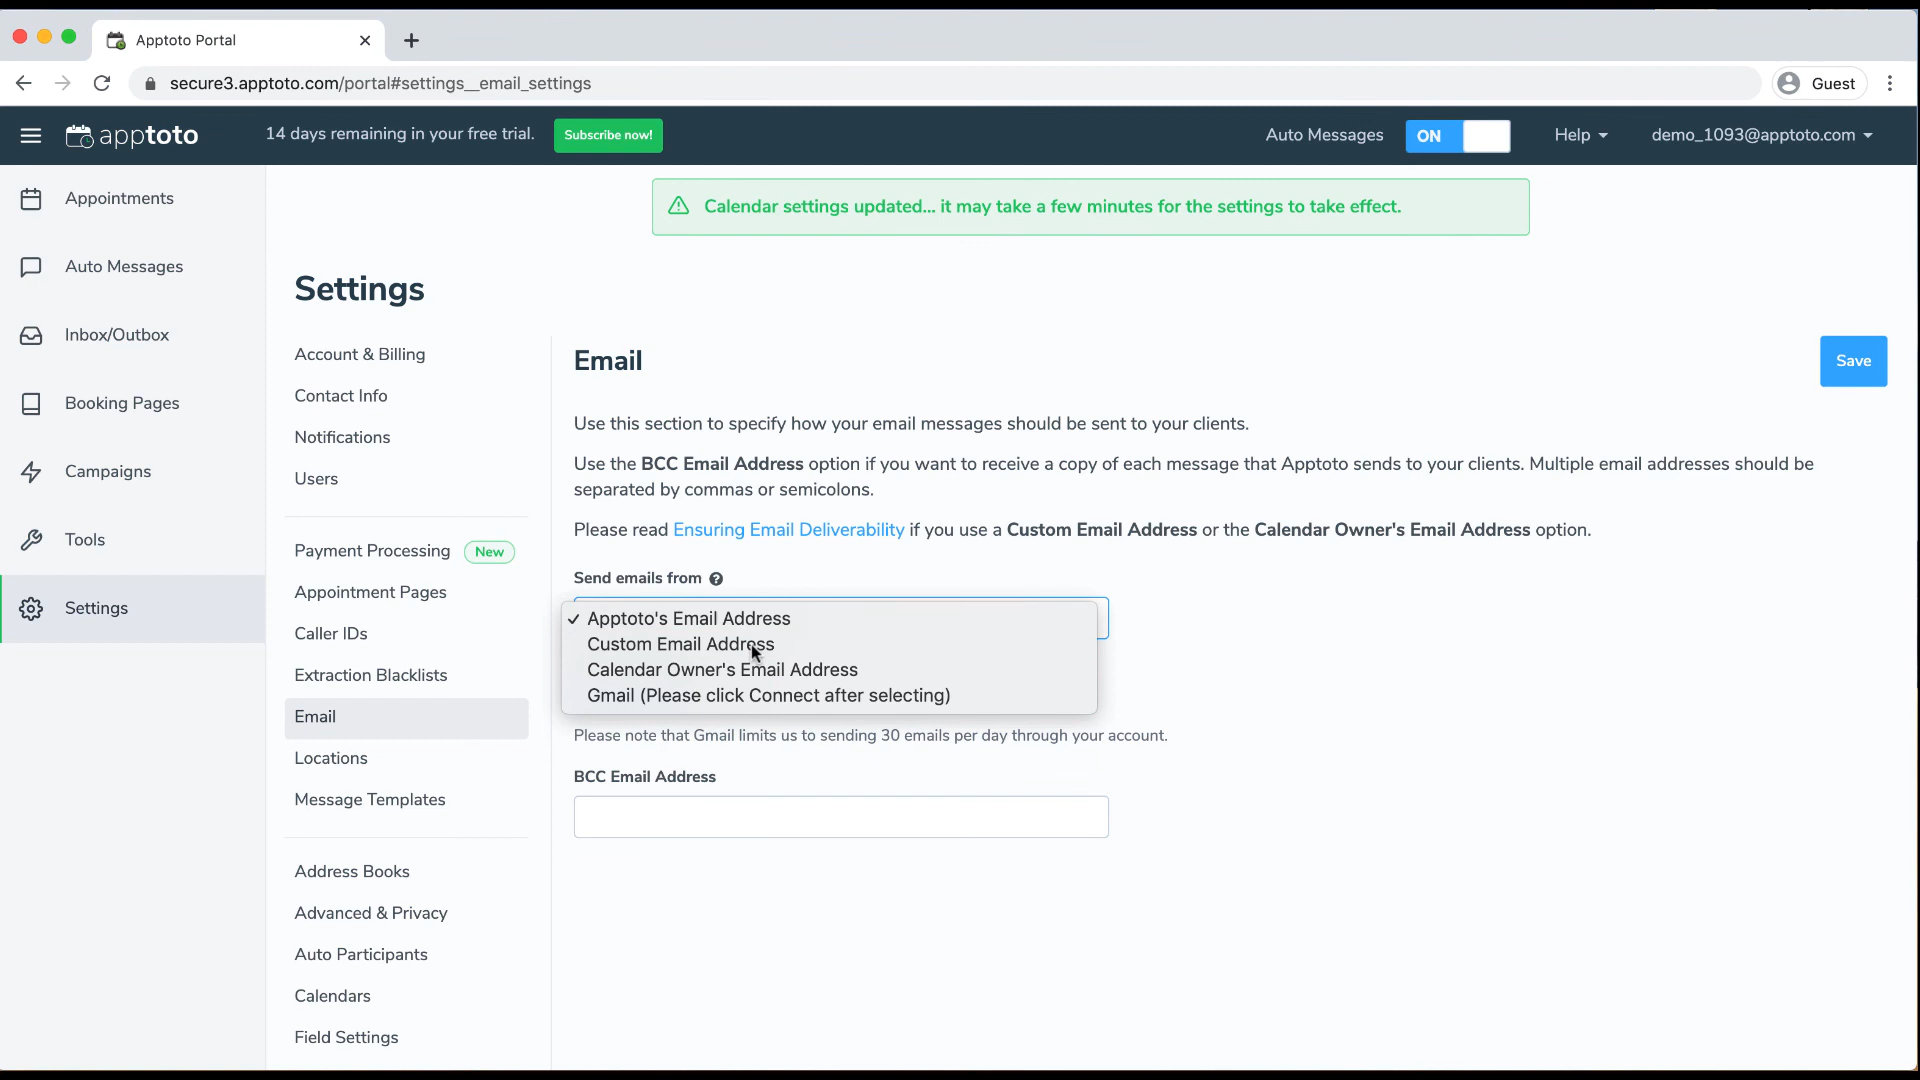 Apptoto Portal
secure3.apptoto.com/portal#settings__email_settings
Guest
apptoto
14 days remaining in your free trial.
Subscribe now!
Auto Messages
ON
Help
demo_1093@apptoto.com
Appointments
Auto Messages
Inbox/Outbox
Booking Pages
Campaigns
Tools
Settings
Calendar settings updated... it may take a few minutes for the settings to take effect.
Settings
Account & Billing
Contact Info
Notifications
Users
Payment Processing New
Appointment Pages
Caller IDs
Extraction Blacklists
Email
Locations
Message Templates
Address Books
Advanced & Privacy
Auto Participants
Calendars
Field Settings
Email
Save
Use this section to specify how your email messages should be sent to your clients.
Use the BCC Email Address option if you want to receive a copy of each message that Apptoto sends to your clients. Multiple email addresses should be
separated by commas or semicolons.
Please read Ensuring Email Deliverability if you use a Custom Email Address or the Calendar Owner's Email Address option.
Send emails from ?
✓ Apptoto's Email Address
Custom Email Address
Calendar Owner's Email Address
Gmail (Please click Connect after selecting)
Please note that Gmail limits us to sending 30 emails per day through your account.
BCC Email Address